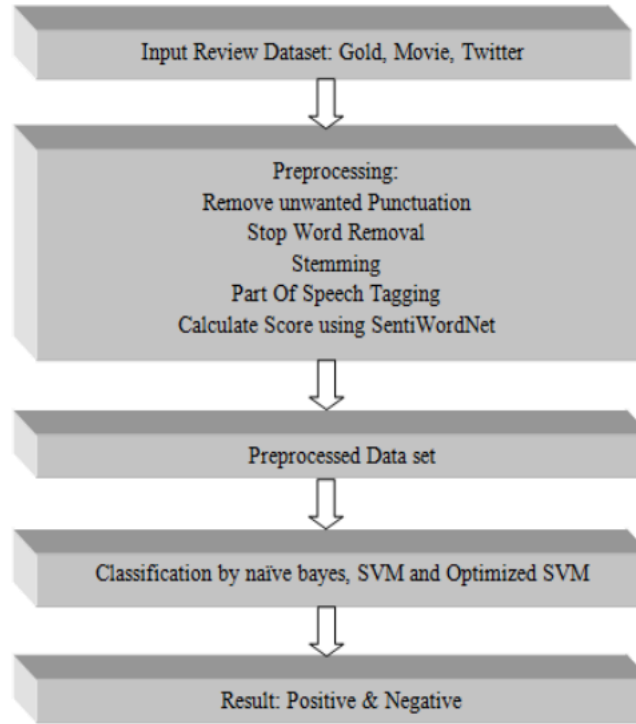 Input Review Dataset: Gold, Movie, Twitter
Preprocessing:
Remove unwanted Punctuation
Stop Word Removal
Stemming
Part Of Speech Tagging
Calculate Score using SentiWordNet
Preprocessed Data set
Classification by naïve bayes, SVM and Optimized SVM
Result: Positive & Negative